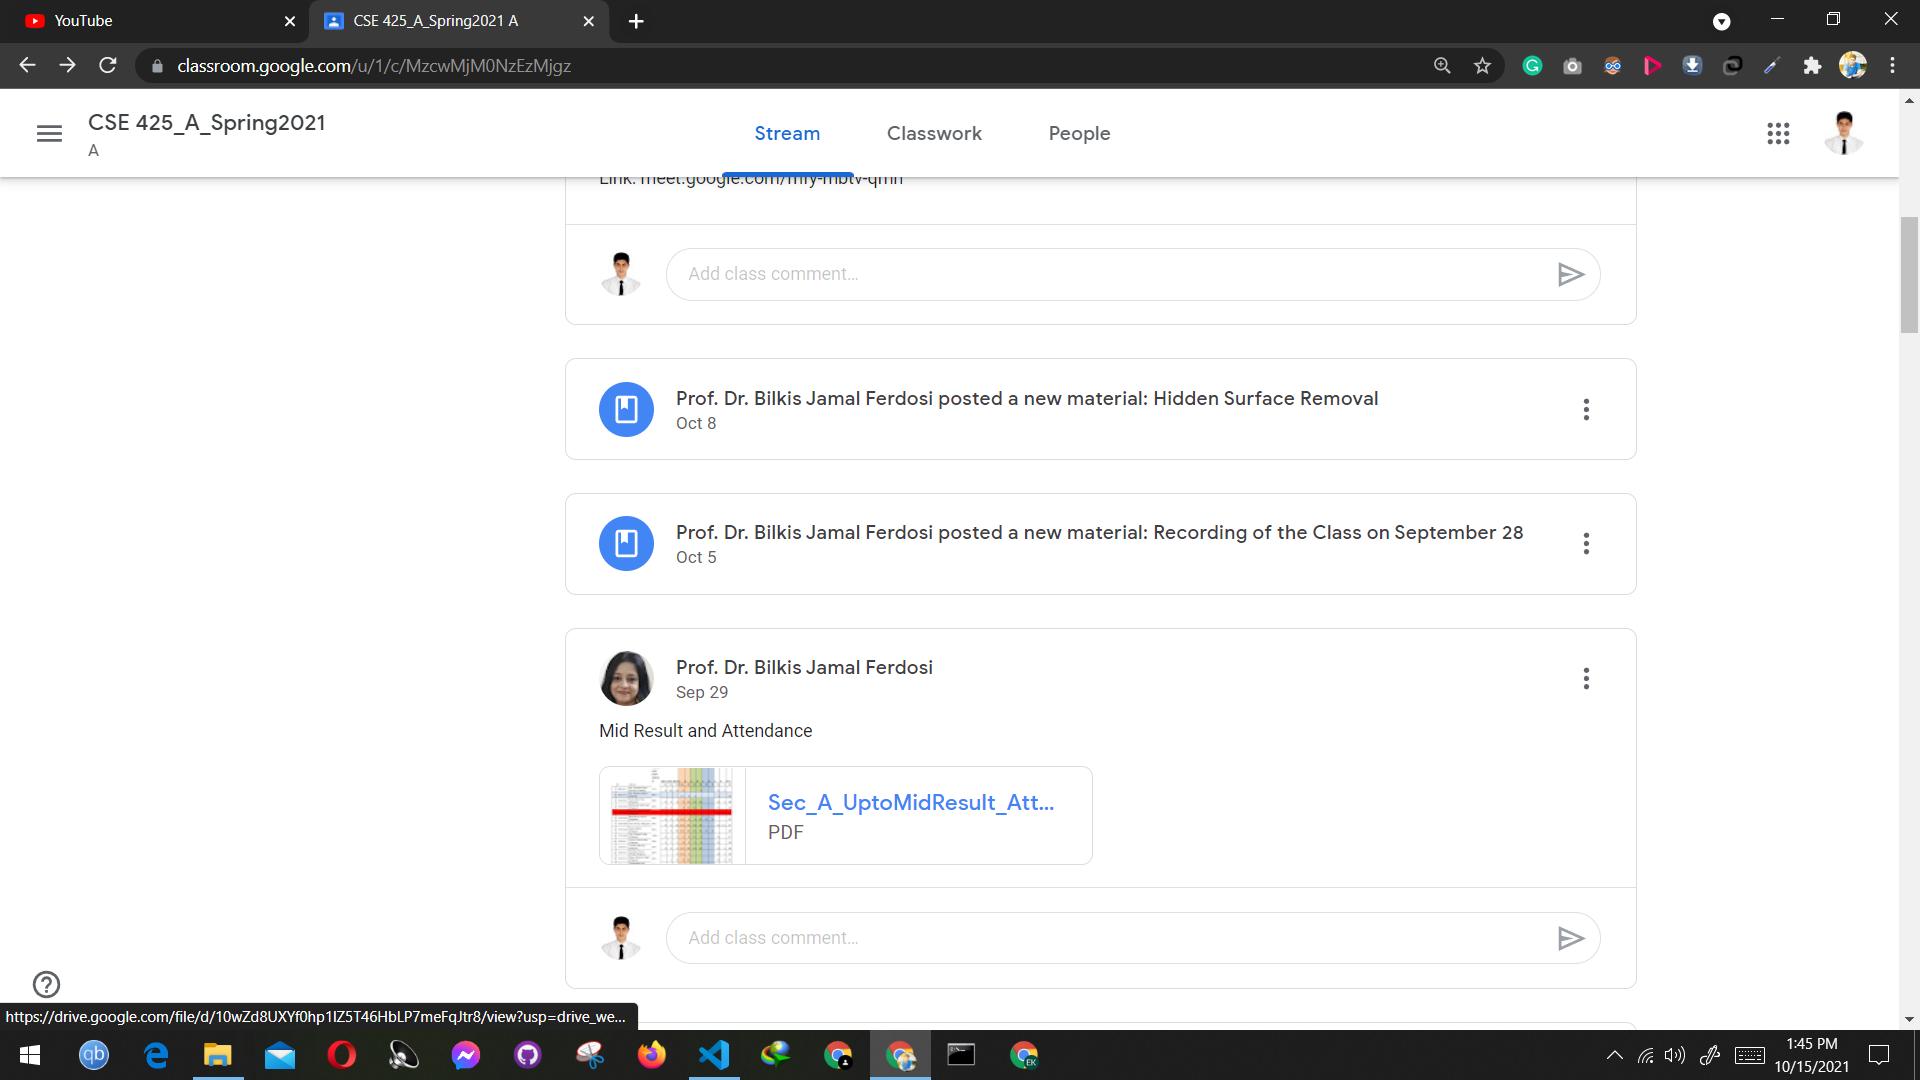 YouTube
CSE 425_A_Spring2021 A
classroom.google.com/u/1/c/MzcwMjM0NzEzMjgz
CSE 425_A_Spring2021
A
Stream
Classwork
People
Link: meet.google.com/
Add class comment...
Prof. Dr. Bilkis Jamal Ferdosi posted a new material: Hidden Surface Removal
Oct 8
Prof. Dr. Bilkis Jamal Ferdosi posted a new material: Recording of the Class on September 28
Oct 5
Prof. Dr. Bilkis Jamal Ferdosi
Sep 29
Mid Result and Attendance
Sec_A_UptoMidResult_Att...
PDF
Add class comment...
https://drive.google.com/file/d/10wZd8UXYf0hp1IZ5T46HbLP7meFqJtr8/view?usp=drive_we...
qb
EK
1:45 PM
10/15/2021